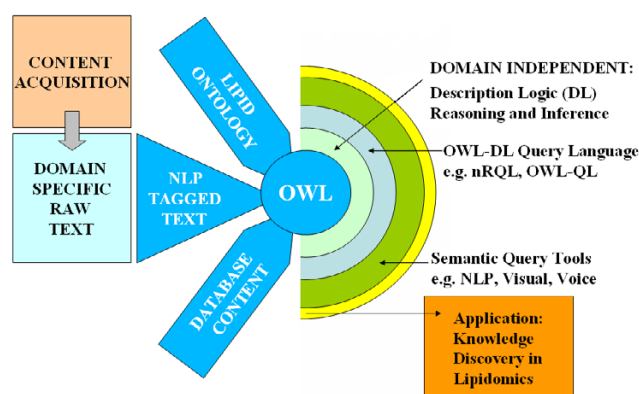 CONTENT
ACQUISITION
DOMAIN
SPECIFIC
RAW
TEXT
NLP
TAGGED
TEXT
LIPID
ONTOLOGY
DATABASE
CONTENT
OWL
DOMAIN INDEPENDENT:
Description Logic (DL)
Reasoning and Inference
OWL-DL Query Language
e.g. nRQL, OWL-QL
Semantic Query Tools
e.g. NLP, Visual, Voice
Application:
Knowledge
Discovery in
Lipidomics